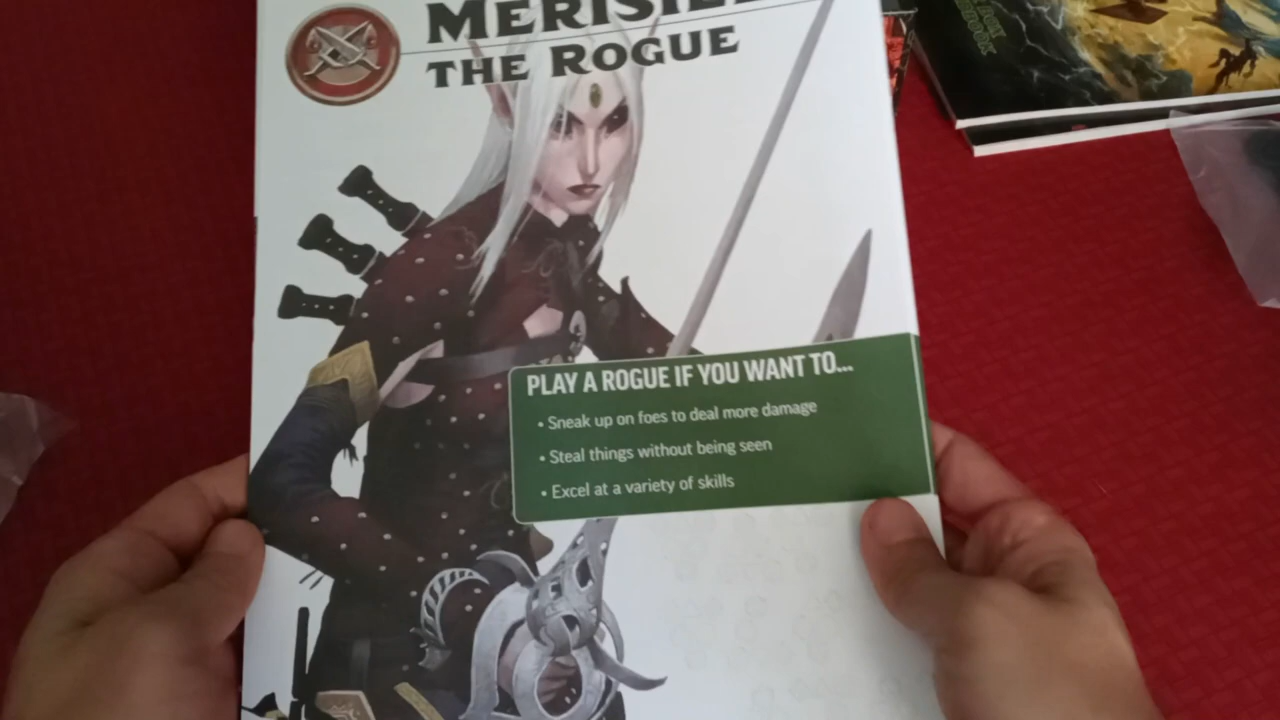 MERISIEL
THE ROGUE
PLAY A ROGUE IF YOU WANT TO...
• Sneak up on foes to deal more damage
• Steal things without being seen
• Excel at a variety of skills